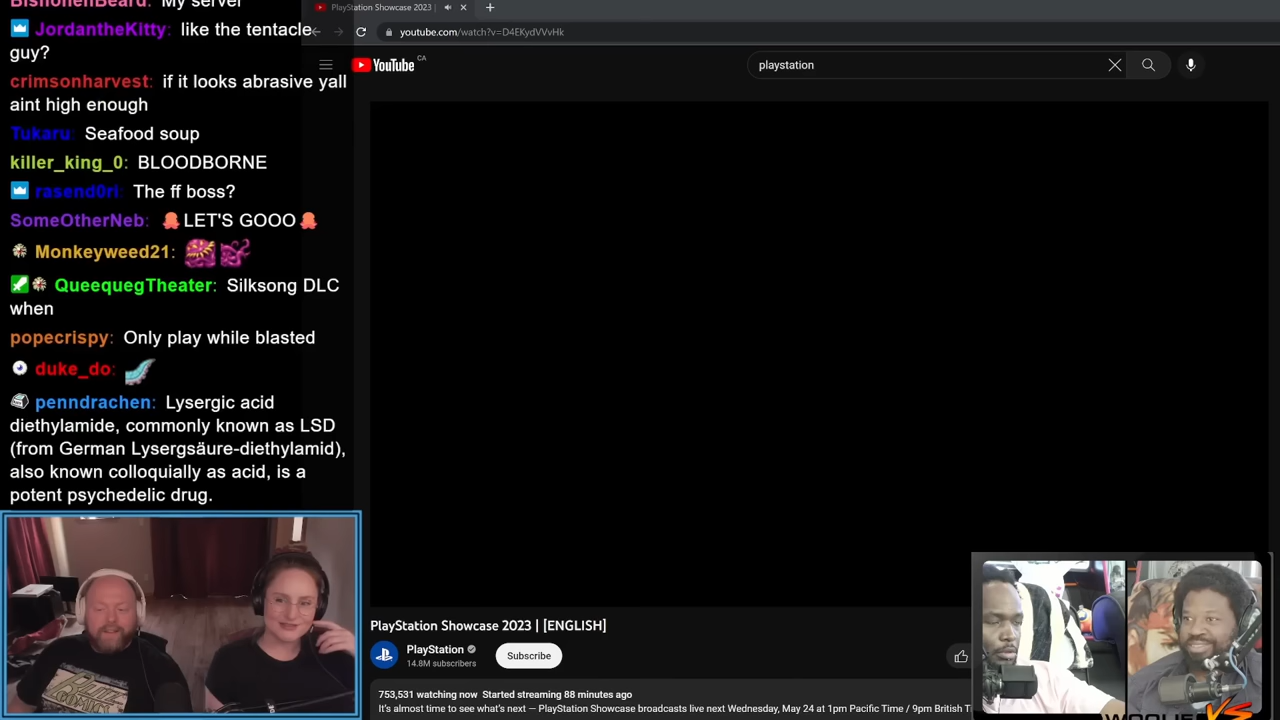 BishonenBeard: My server
JordantheKitty: like the tentacle
guy?
crimsonharvest: if it looks abrasive yall
aint high enough
Tukaru: Seafood soup
killer_king_0: BLOODBORNE
rasend0ri: The ff boss?
SomeOtherNeb: LET'S GOOO
Monkeyweed21:
QueequegTheater: Silksong DLC
when
popecrispy: Only play while blasted
duke_do:
penndrachen: Lysergic acid
diethylamide, commonly known as LSD
(from German Lysergsäure-diethylamid),
also known colloquially as acid, is a
potent psychedelic drug.
PlayStation Showcase 2023 |
youtube.com/watch?v=D4EKydVVvHk
YouTube CA
playstation
PlayStation Showcase 2023 | [ENGLISH]
PlayStation
14.8M subscribers
Subscribe
753,531 watching now Started streaming 88 minutes ago
It's almost time to see what's next — PlayStation Showcase broadcasts live next Wednesday, May 24 at 1pm Pacific Time / 9pm British T
VS